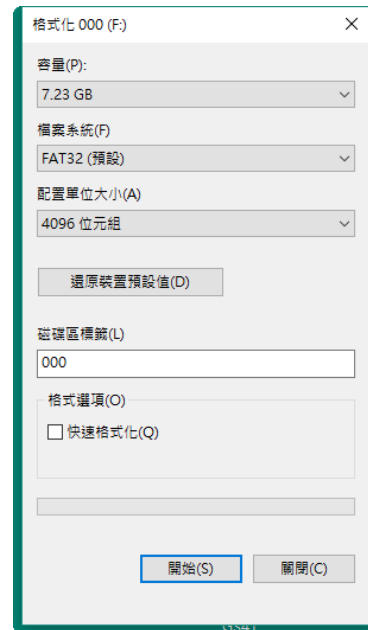 格式化 000 (F:)
容量(P):
7.23 GB
檔案系統(F)
FAT32 (預設)
配置單位大小(A)
4096 位元組
還原裝置預設值(D)
磁碟區標籤(L)
000
格式選項(O)
快速格式化(Q)
開始(S)
關閉(C)